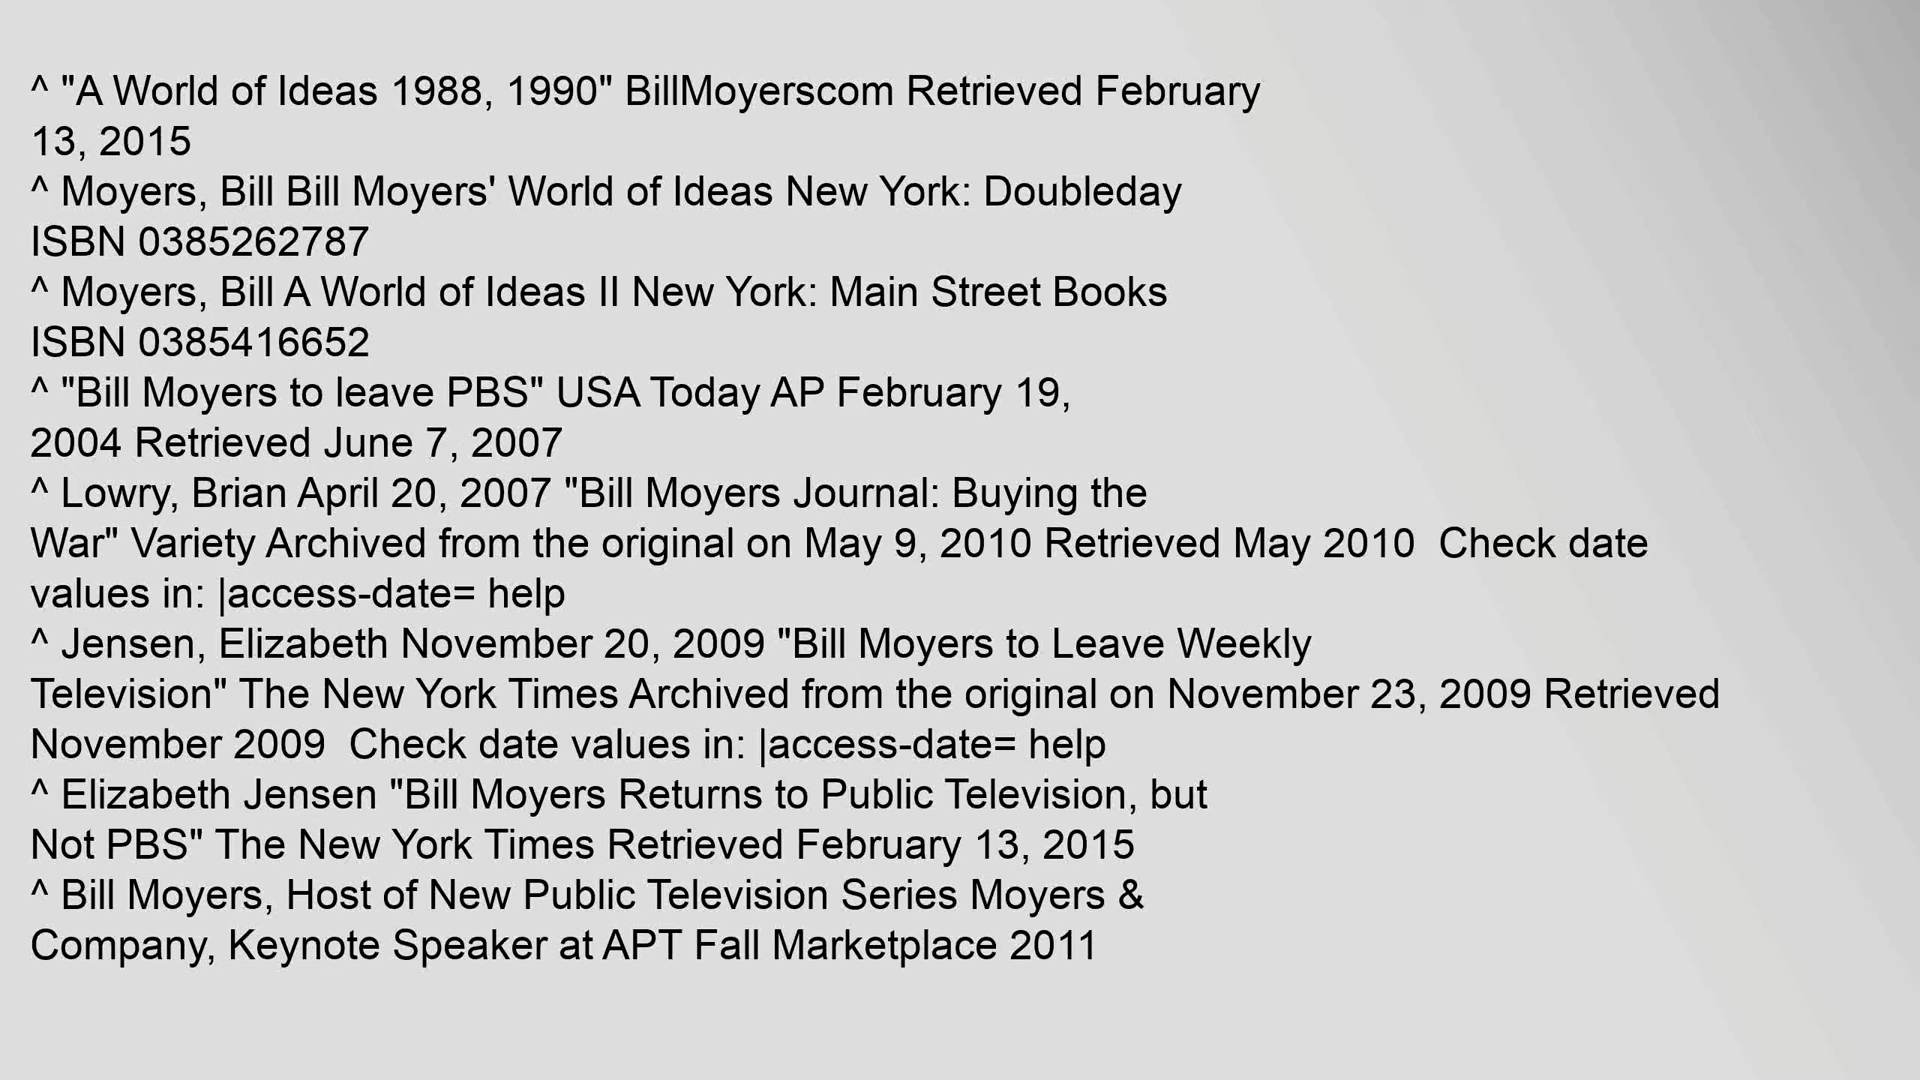 ^ "A World of Ideas 1988, 1990" BillMoyerscom Retrieved February
13, 2015
^ Moyers, Bill Bill Moyers' World of Ideas New York: Doubleday
ISBN 0385262787
^ Moyers, Bill A World of Ideas II New York: Main Street Books
ISBN 0385416652
^ "Bill Moyers to leave PBS" USA Today AP February 19,
2004 Retrieved June 7, 2007
^ Lowry, Brian April 20, 2007 "Bill Moyers Journal: Buying the
War" Variety Archived from the original on May 9, 2010 Retrieved May 2010  Check date
values in: |access-date= help
^ Jensen, Elizabeth November 20, 2009 "Bill Moyers to Leave Weekly
Television" The New York Times Archived from the original on November 23, 2009 Retrieved
November 2009  Check date values in: |access-date= help
^ Elizabeth Jensen "Bill Moyers Returns to Public Television, but
Not PBS" The New York Times Retrieved February 13, 2015
^ Bill Moyers, Host of New Public Television Series Moyers &
Company, Keynote Speaker at APT Fall Marketplace 2011